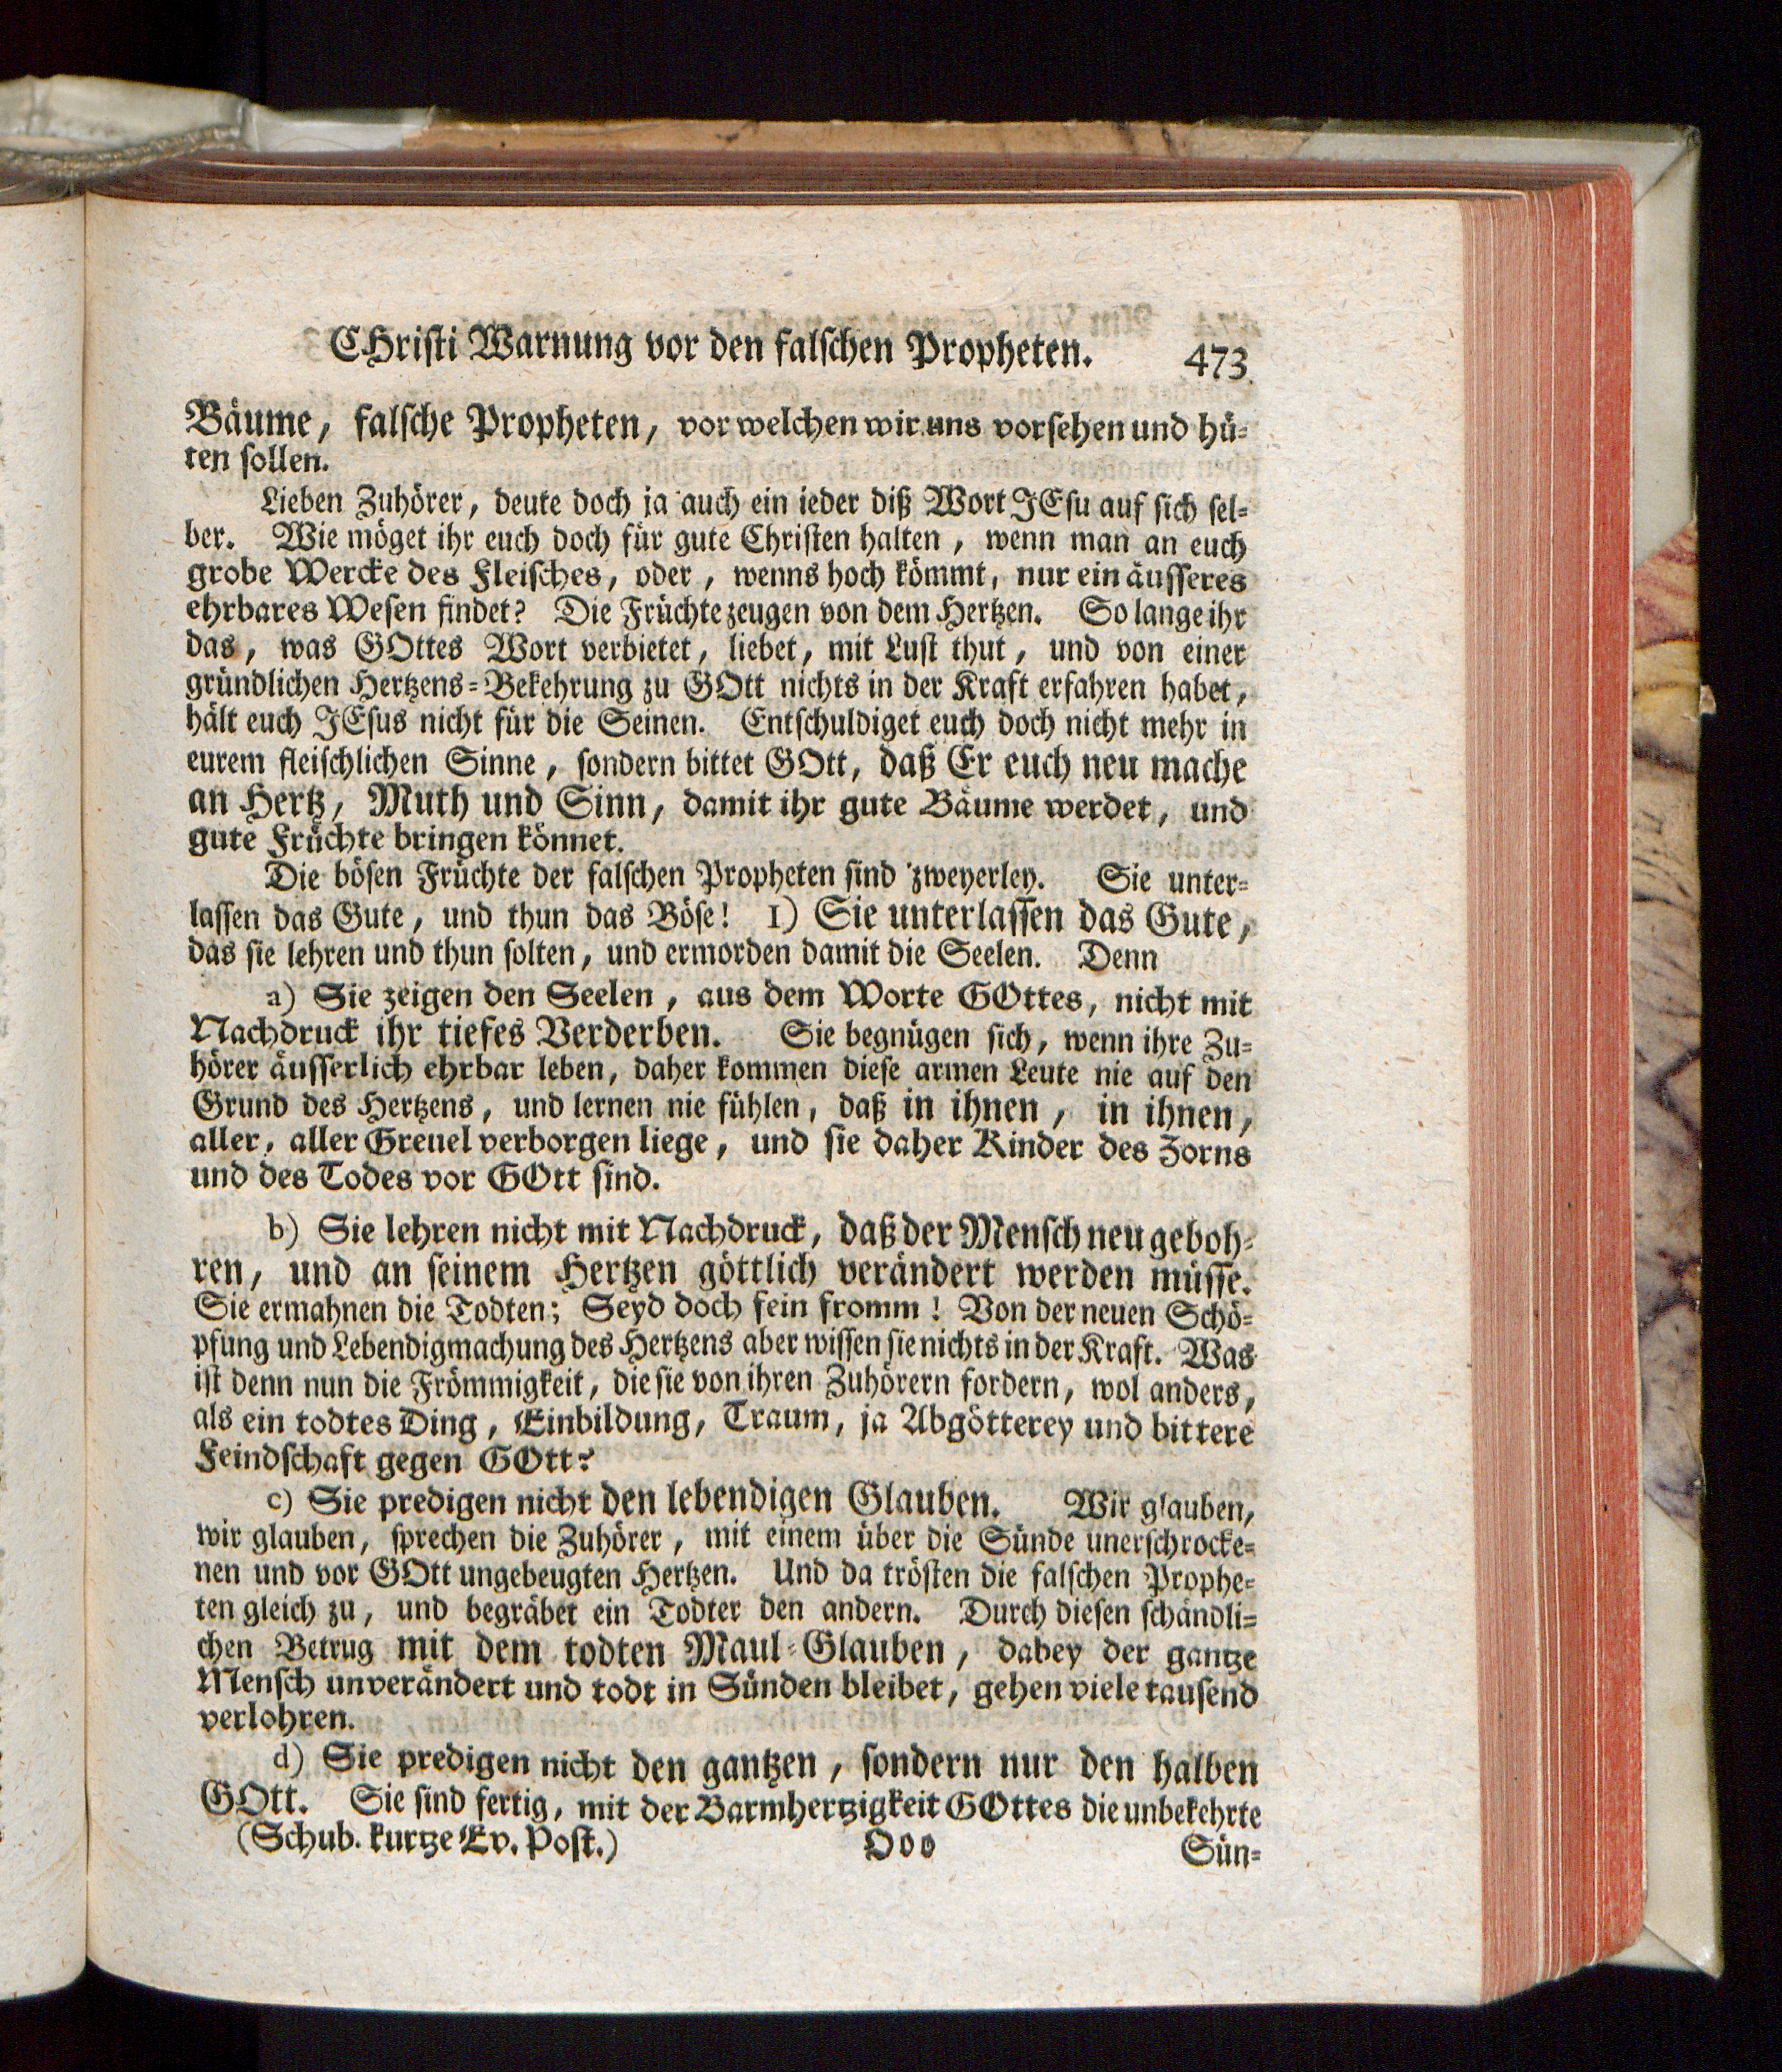 CHristi Warnung vor den falschen Propheten. 473
Bäume, falsche Propheten, vor welchen wir uns vorsehen und hü-
ten sollen.
Lieben Zuhörer, deute doch ja auch ein ieder diß Wort JEsu auf sich sel-
ber. Wie möget ihr euch doch für gute Christen halten, wenn man an euch
grobe Wercke des Fleisches, oder, wenns hoch kömmt, nur ein äusseres
ehrbares Wesen findet? Die Früchte zeugen von dem Hertzen. So lange ihr
das, was GOttes Wort verbietet, liebet, mit Lust thut, und von einer
gründlichen Hertzens-Bekehrung zu GOtt nichts in der Kraft erfahren habet,
hält euch JEsus nicht für die Seinen. Entschuldiget euch doch nicht mehr in
eurem fleischlichen Sinne, sondern bittet GOtt, daß Er euch neu mache
an Hertz, Muth und Sinn, damit ihr gute Bäume werdet, und
gute Früchte bringen könnet.
Die bösen Früchte der falschen Propheten sind zweyerley. Sie unter-
lassen das Gute, und thun das Böse! 1) Sie unterlassen das Gute,
das sie lehren und thun solten, und ermorden damit die Seelen. Denn
a) Sie zeigen den Seelen, aus dem Worte GOttes, nicht mit
Nachdruck ihr tiefes Verderben. Sie begnügen sich, wenn ihre Zu-
hörer äusserlich ehrbar leben, daher kommen diese armen Leute nie auf den
Grund des Hertzens, und lernen nie fühlen, daß in ihnen, in ihnen,
aller, aller Greuel verborgen liege, und sie daher Kinder des Zorns
und des Todes vor GOtt sind.
b) Sie lehren nicht mit Nachdruck, daß der Mensch neu geboh-
ren, und an seinem Hertzen göttlich verändert werden müsse.
Sie ermahnen die Todten; Seyd doch fein fromm! Von der neuen Schö-
pfung und Lebendigmachung des Hertzens aber wissen sie nichts in der Kraft. Was
ist denn nun die Frömmigkeit, die sie von ihren Zuhörern fordern, wol anders,
als ein todtes Ding, Einbildung, Traum, ja Abgötterey und bittere
Feindschaft gegen GOtt?
c) Sie predigen nicht den lebendigen Glauben. Wir glauben,
wir glauben, sprechen die Zuhörer, mit einem über die Sünde unerschrocke-
nen und vor GOtt ungebeugten Hertzen. Und da trösten die falschen Prophe-
ten gleich zu, und begräbet ein Todter den andern. Durch diesen schändli-
chen Betrug mit dem todten Maul-Glauben, dabey der gantze
Mensch unverändert und todt in Sünden bleibet, gehen viele tausend
verlohren.
d) Sie predigen nicht den gantzen, sondern nur den halben
GOtt. Sie sind fertig, mit der Barmhertzigkeit GOttes die unbekehrte
(Schub. kurtze Ev. Post.) Ooo Sün-